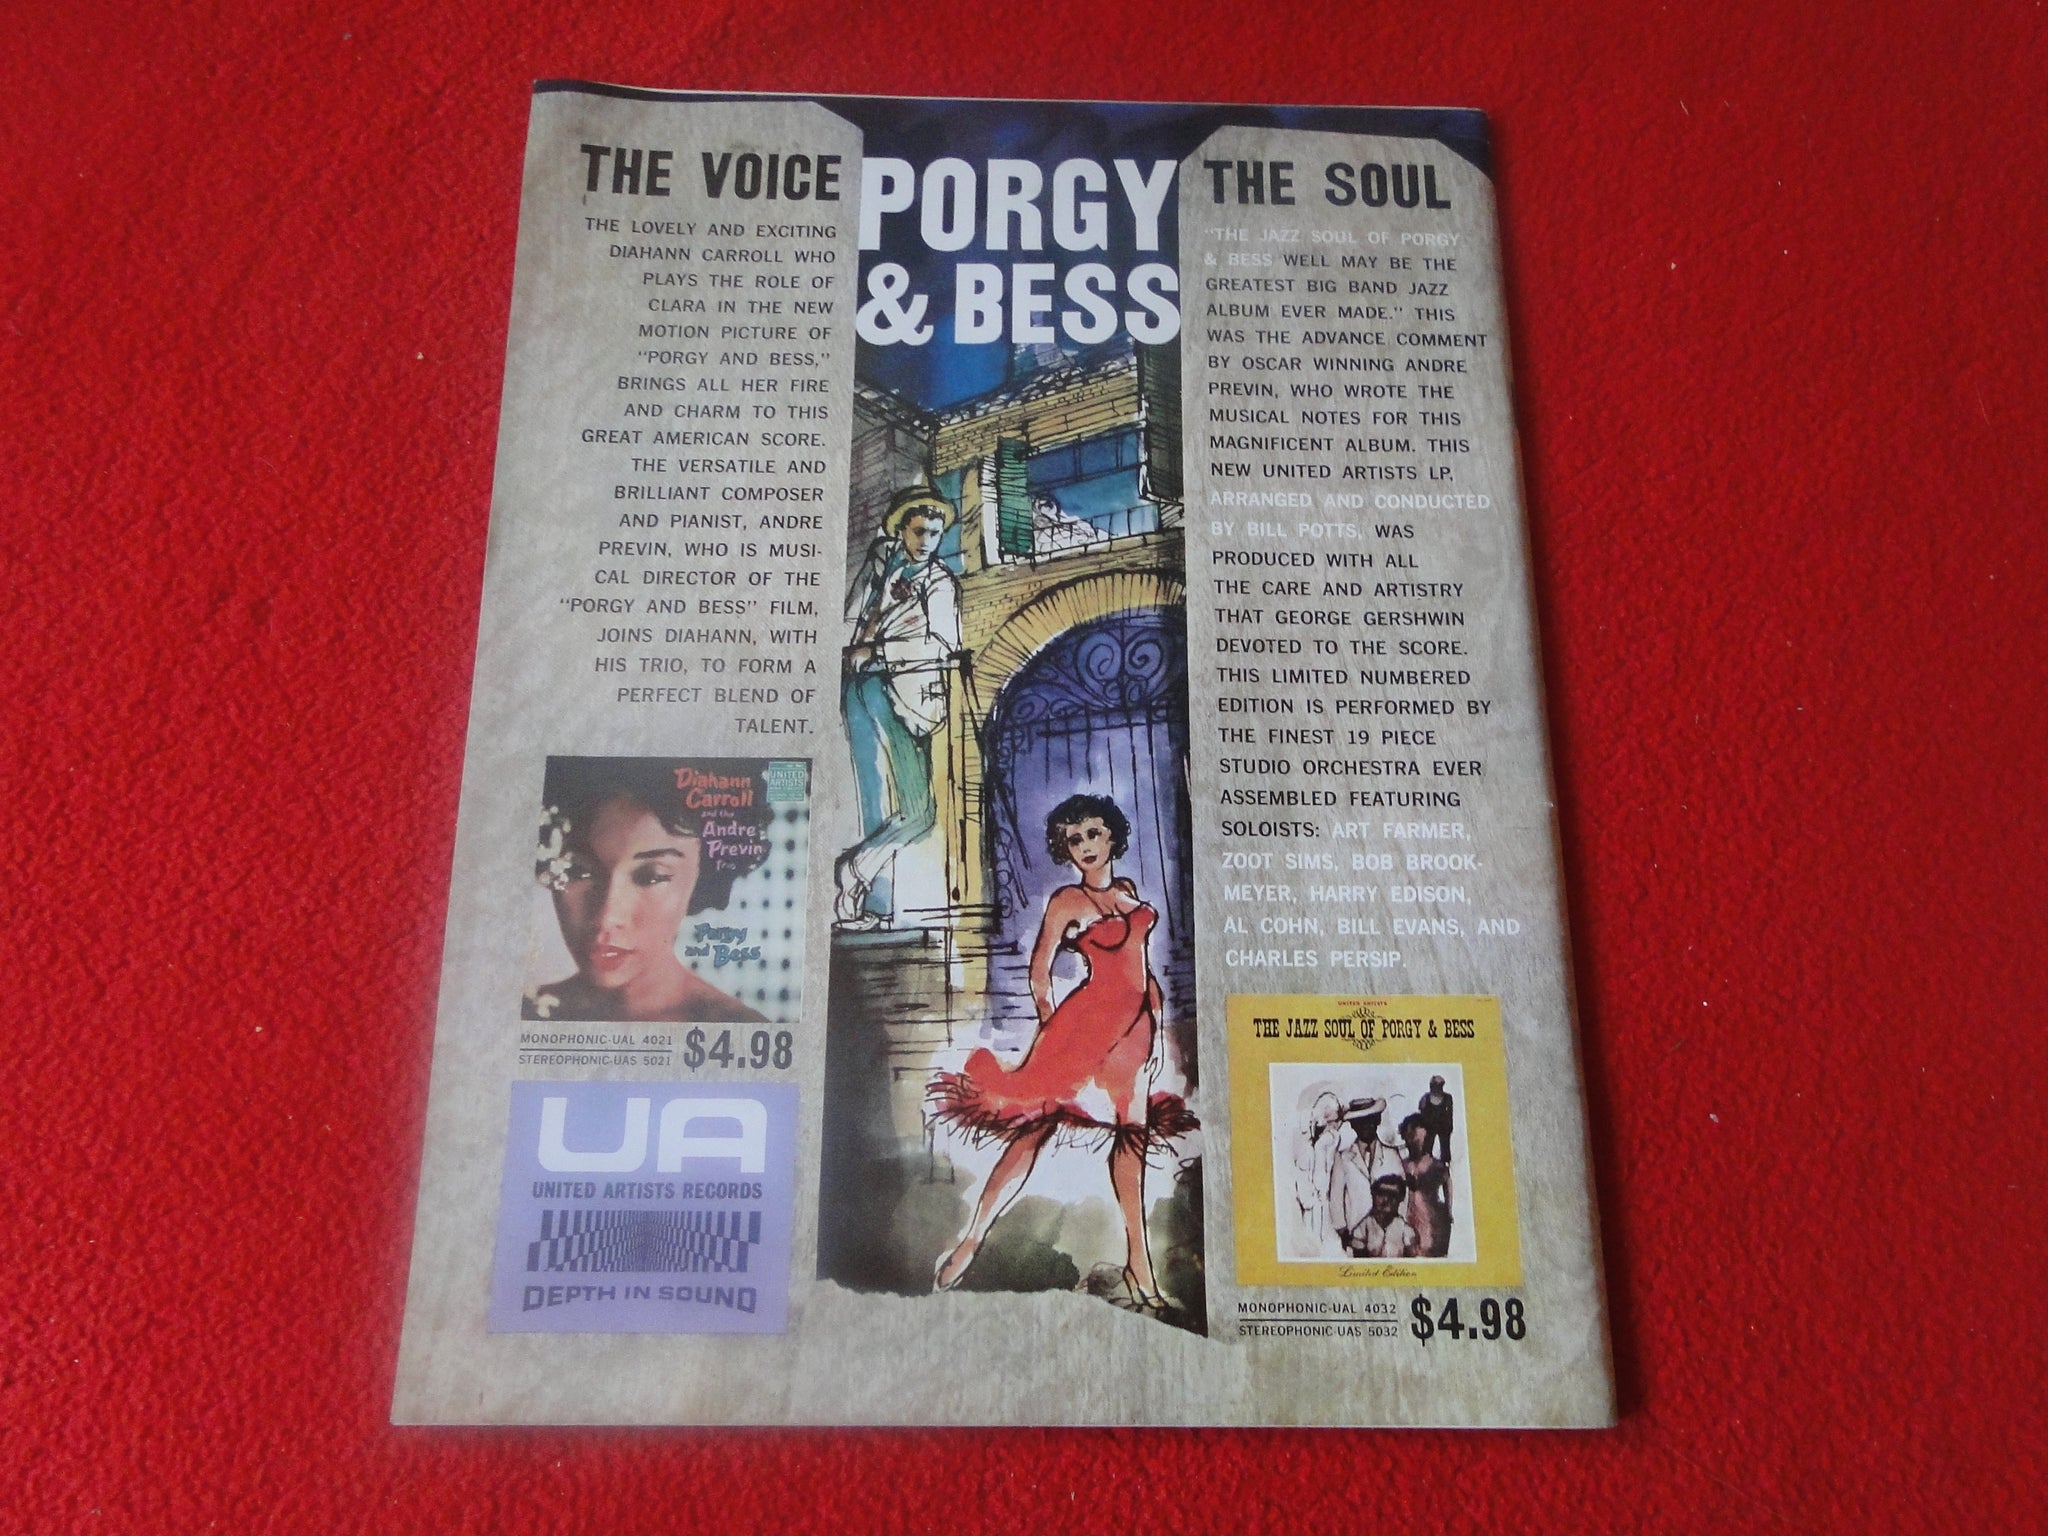 THE VOICE
THE LOVELY AND EXCITING
DIAHANN CARROLL WHO
PLAYS THE ROLE OF
CLARA IN THE NEW
MOTION PICTURE OF
"PORGY AND BESS,"
BRINGS ALL HER FIRE
AND CHARM TO THIS
GREAT AMERICAN SCORE.
THE VERSATILE AND
BRILLIANT COMPOSER
AND PIANIST, ANDRE
PREVIN, WHO IS MUSI-
CAL DIRECTOR OF THE
"PORGY AND BESS" FILM,
JOINS DIAHANN, WITH
HIS TRIO, TO FORM A
PERFECT BLEND OF
TALENT.
Diahann
Carroll
and the
Andre
Previn
Trio
UNITED
ARTISTS
Porgy
and Bess
MONOPHONIC-UAL 4021
STEREOPHONIC-UAS 5021
$4.98
UA
UNITED ARTISTS RECORDS
DEPTH IN SOUND
PORGY
& BESS
THE SOUL
"THE JAZZ SOUL OF PORGY
& BESS WELL MAY BE THE
GREATEST BIG BAND JAZZ
ALBUM EVER MADE." THIS
WAS THE ADVANCE COMMENT
BY OSCAR WINNING ANDRE
PREVIN, WHO WROTE THE
MUSICAL NOTES FOR THIS
MAGNIFICENT ALBUM. THIS
NEW UNITED ARTISTS LP,
ARRANGED AND CONDUCTED
BY BILL POTTS, WAS
PRODUCED WITH ALL
THE CARE AND ARTISTRY
THAT GEORGE GERSHWIN
DEVOTED TO THE SCORE.
THIS LIMITED NUMBERED
EDITION IS PERFORMED BY
THE FINEST 19 PIECE
STUDIO ORCHESTRA EVER
ASSEMBLED FEATURING
SOLOISTS: ART FARMER,
ZOOT SIMS, BOB BROOK-
MEYER, HARRY EDISON,
AL COHN, BILL EVANS, AND
CHARLES PERSIP.
UNITED ARTISTS
THE JAZZ SOUL OF PORGY & BESS
Limited Edition
MONOPHONIC-UAL 4032
STEREOPHONIC-UAS 5032
$4.98